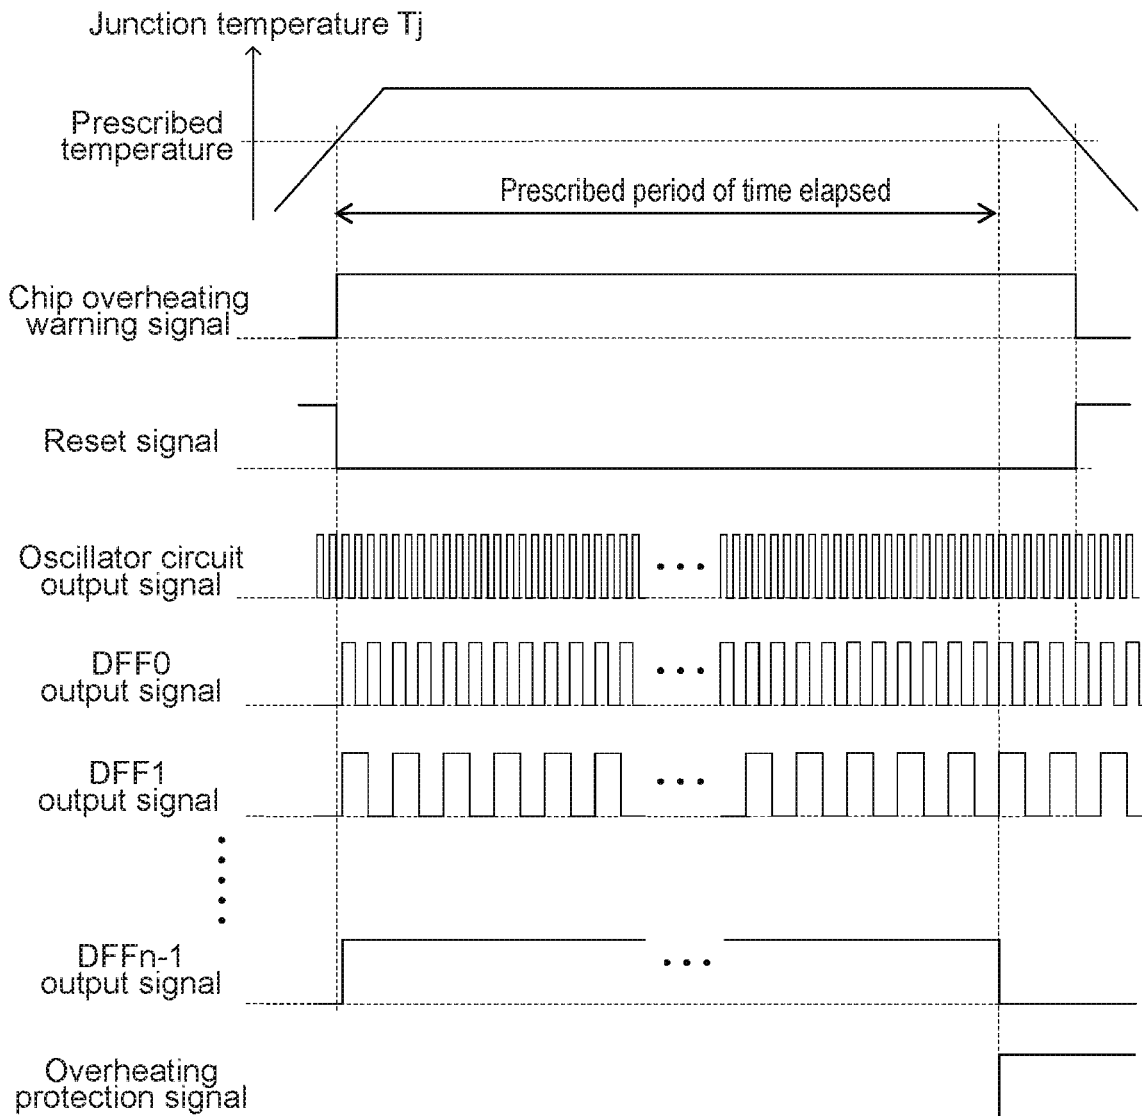 Junction temperature Tj
Prescribed
temperature
Prescribed period of time elapsed
Chip overheating
warning signal
Reset signal
Oscillator circuit
output signal
DFF0
output signal
DFF1
output signal
DFFn-1
output signal
Overheating
protection signal